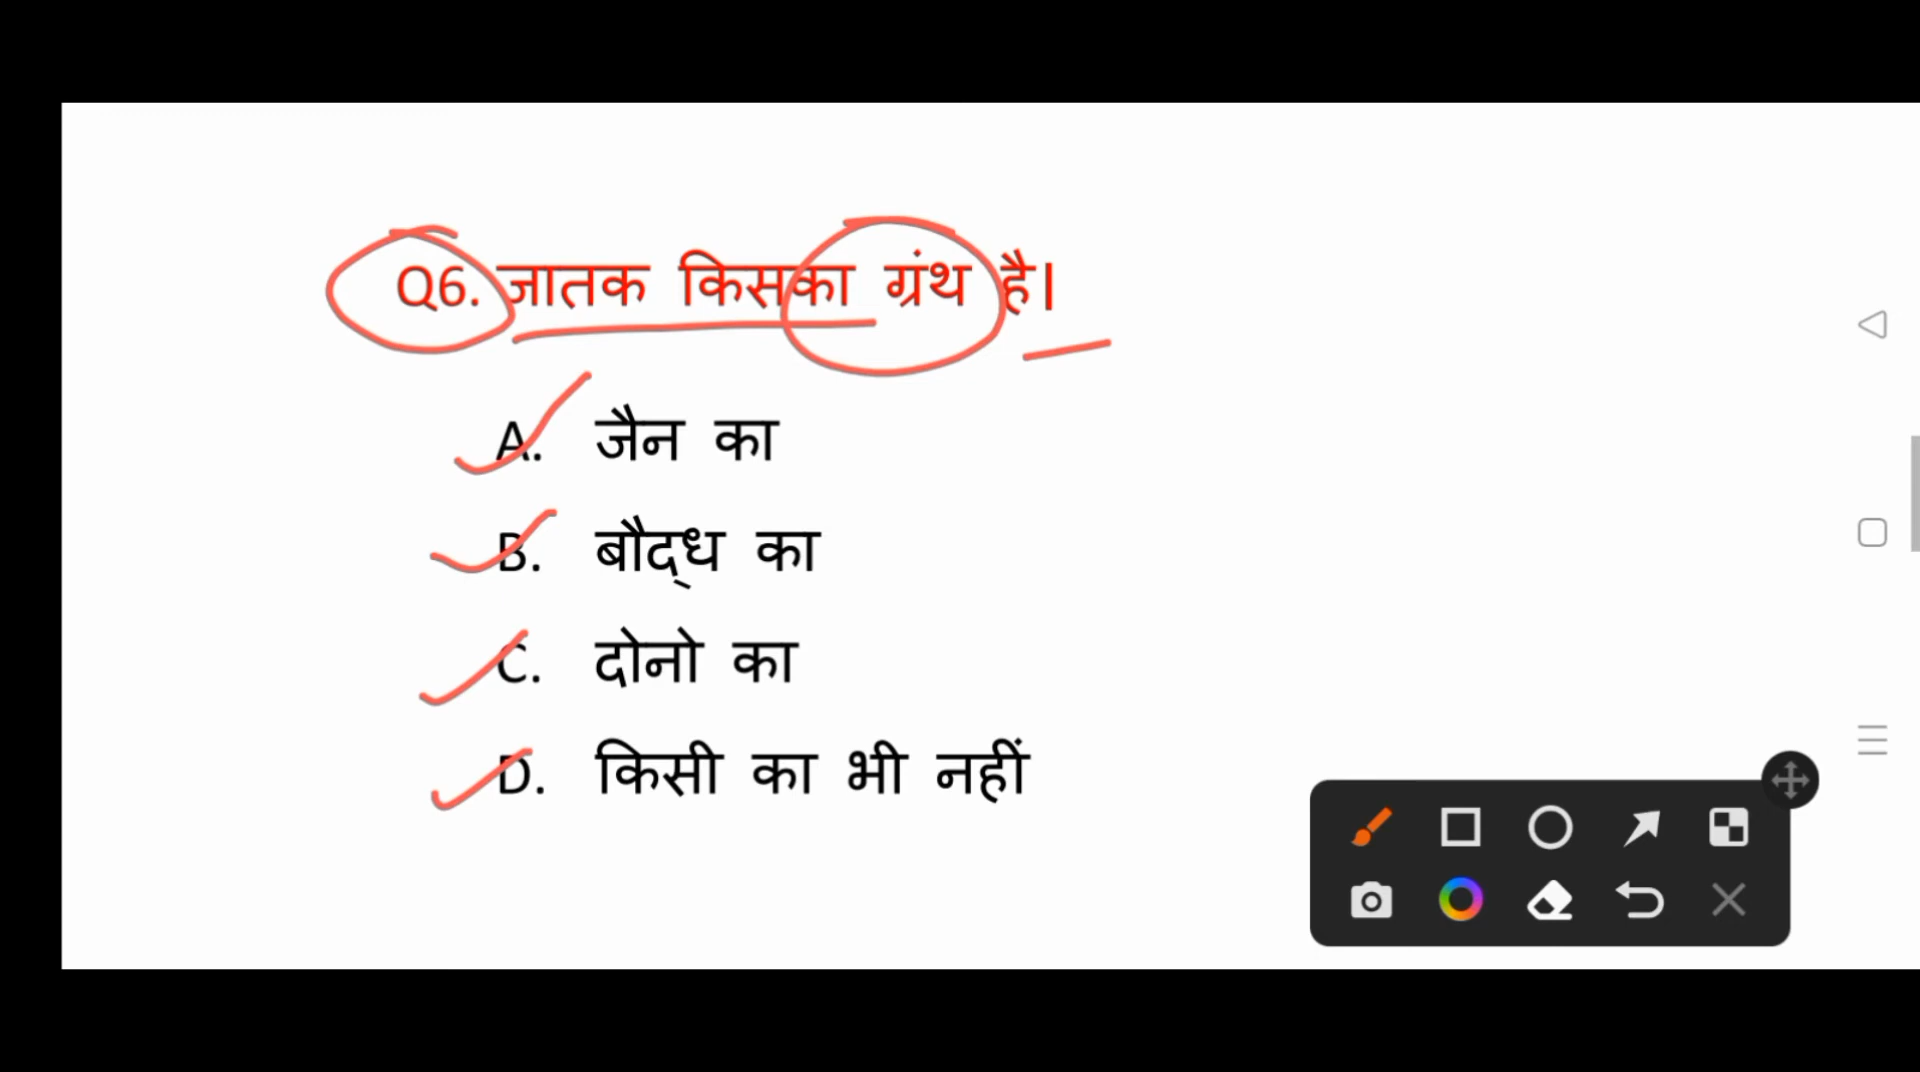 Q6. जातक किसका ग्रंथ है।
A. जैन का
B. बौद्ध का
C. दोनो का
D. किसी का भी नहीं